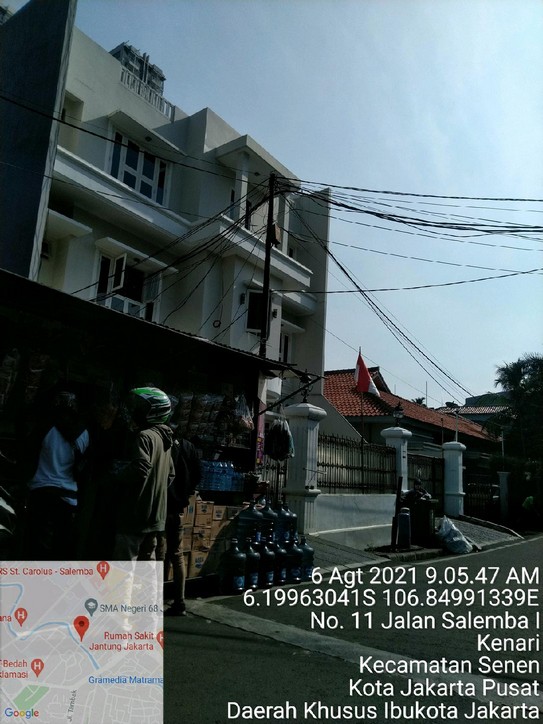 6 Agt 2021 9.05.47 AM
6.19963041S 106.84991339E
No. 11 Jalan Salemba I
Kenari
Kecamatan Senen
Kota Jakarta Pusat
Daerah Khusus Ibukota Jakarta
RS St. Carolus - Salemba
SMA Negeri 68
Rumah Sakit
Jantung Jakarta
Bedah
Gramedia Matrama
Google